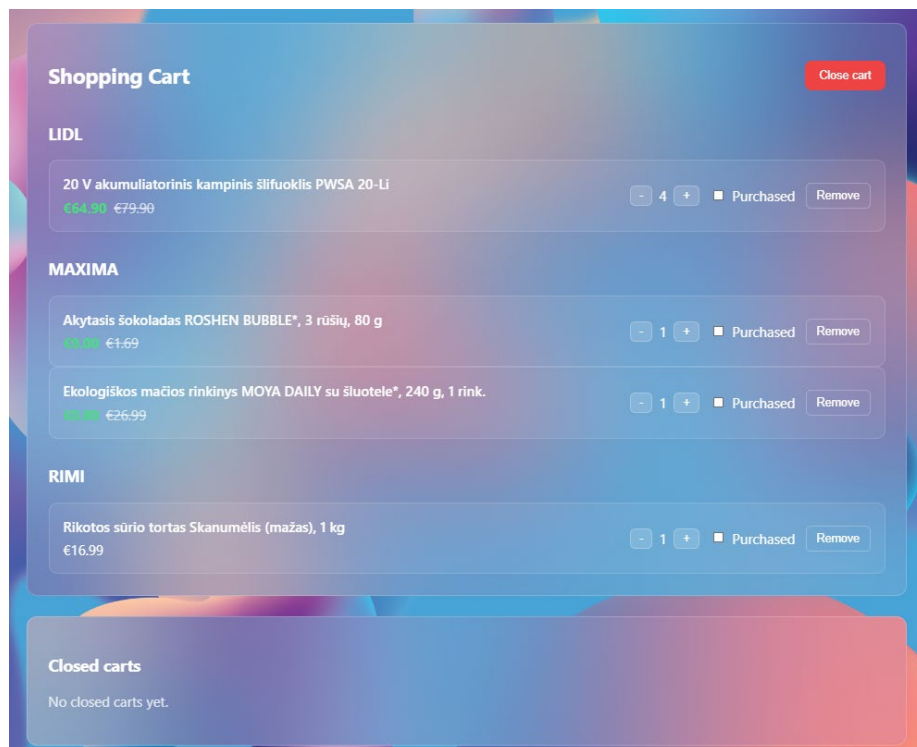 Shopping Cart
Close cart
LIDL
20 V akumuliatorinis kampinis šlifuoklis PWSA 20-Li
€64.90 €79.90
- 4 + Purchased Remove
MAXIMA
Akytasis šokoladas ROSHEN BUBBLE*, 3 rūšių, 80 g
€0.00 €1.69
- 1 + Purchased Remove
Ekologiškos mačios rinkinys MOYA DAILY su šluotele*, 240 g, 1 rink.
€26.99
- 1 + Purchased Remove
RIMI
Rikotos sūrio tortas Skanumėlis (mažas), 1 kg
€16.99
- 1 + Purchased Remove
Closed carts
No closed carts yet.